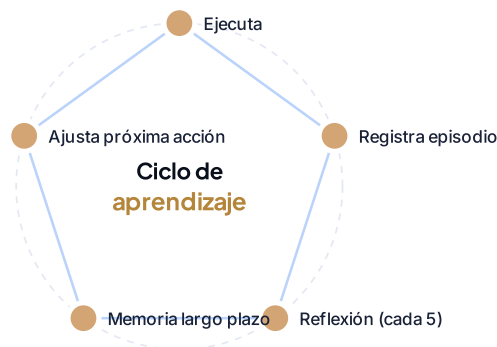 Ejecuta
Ajusta próxima acción
Registra episodio
Ciclo de
aprendizaje
Memoria largo plazo
Reflexión (cada 5)